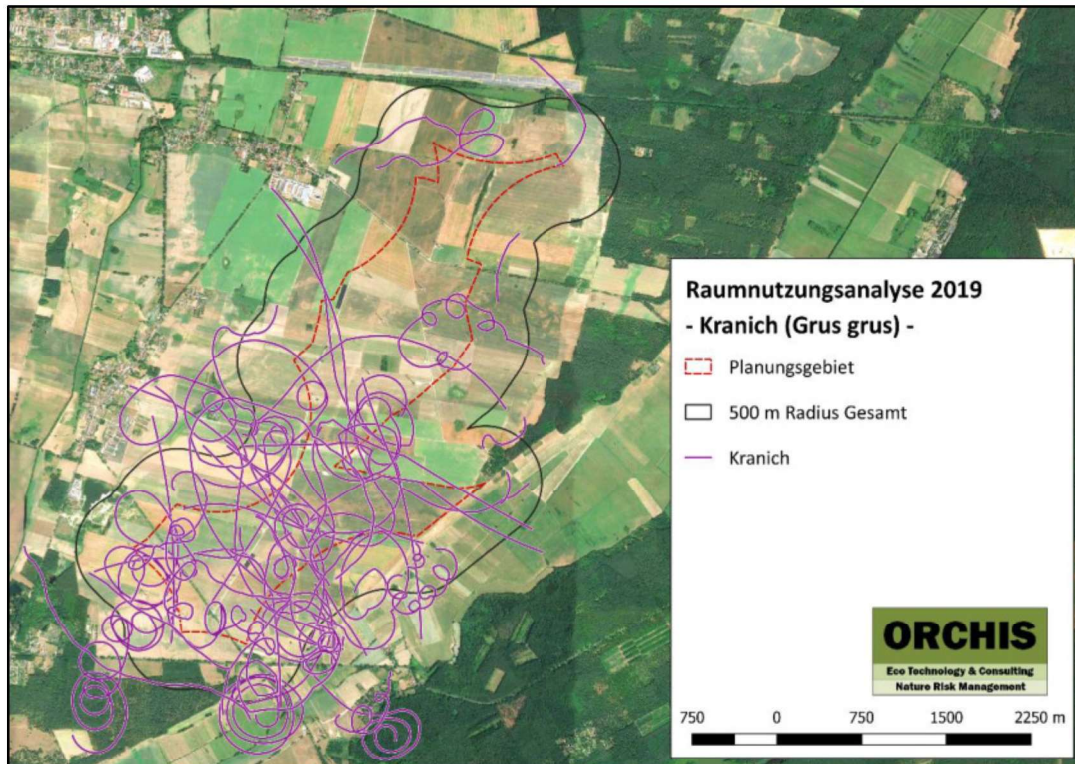 Raumnutzungsanalyse 2019
- Kranich (Grus grus) -
Planungsgebiet
500 m Radius Gesamt
Kranich
ORCHIS
Eco Technology & Consulting
Nature Risk Management
750 0 750 1500 2250 m